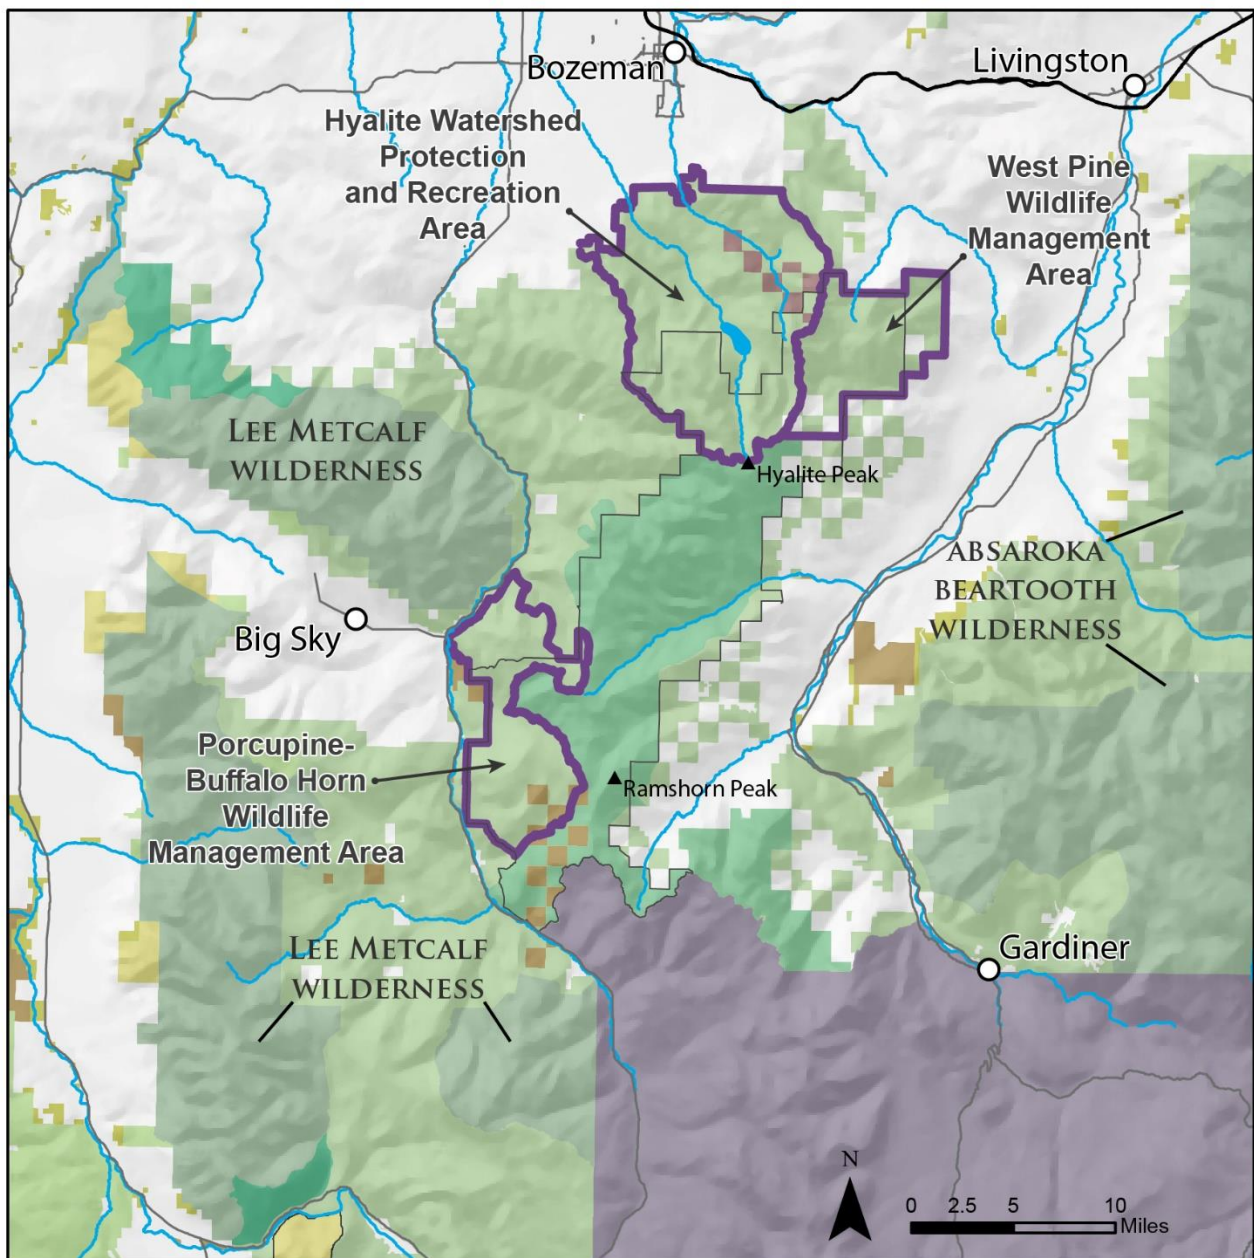 Bozeman
Livingston
Hyalite Watershed
Protection
and Recreation
Area
West Pine
Wildlife
Management
Area
LEE METCALF
WILDERNESS
Hyalite Peak
ABSAROKA
BEARTOOTH
WILDERNESS
Big Sky
Porcupine-
Buffalo Horn
Wildlife
Management Area
Ramshorn Peak
LEE METCALF
WILDERNESS
Gardiner
N
0 2.5 5 10
Miles